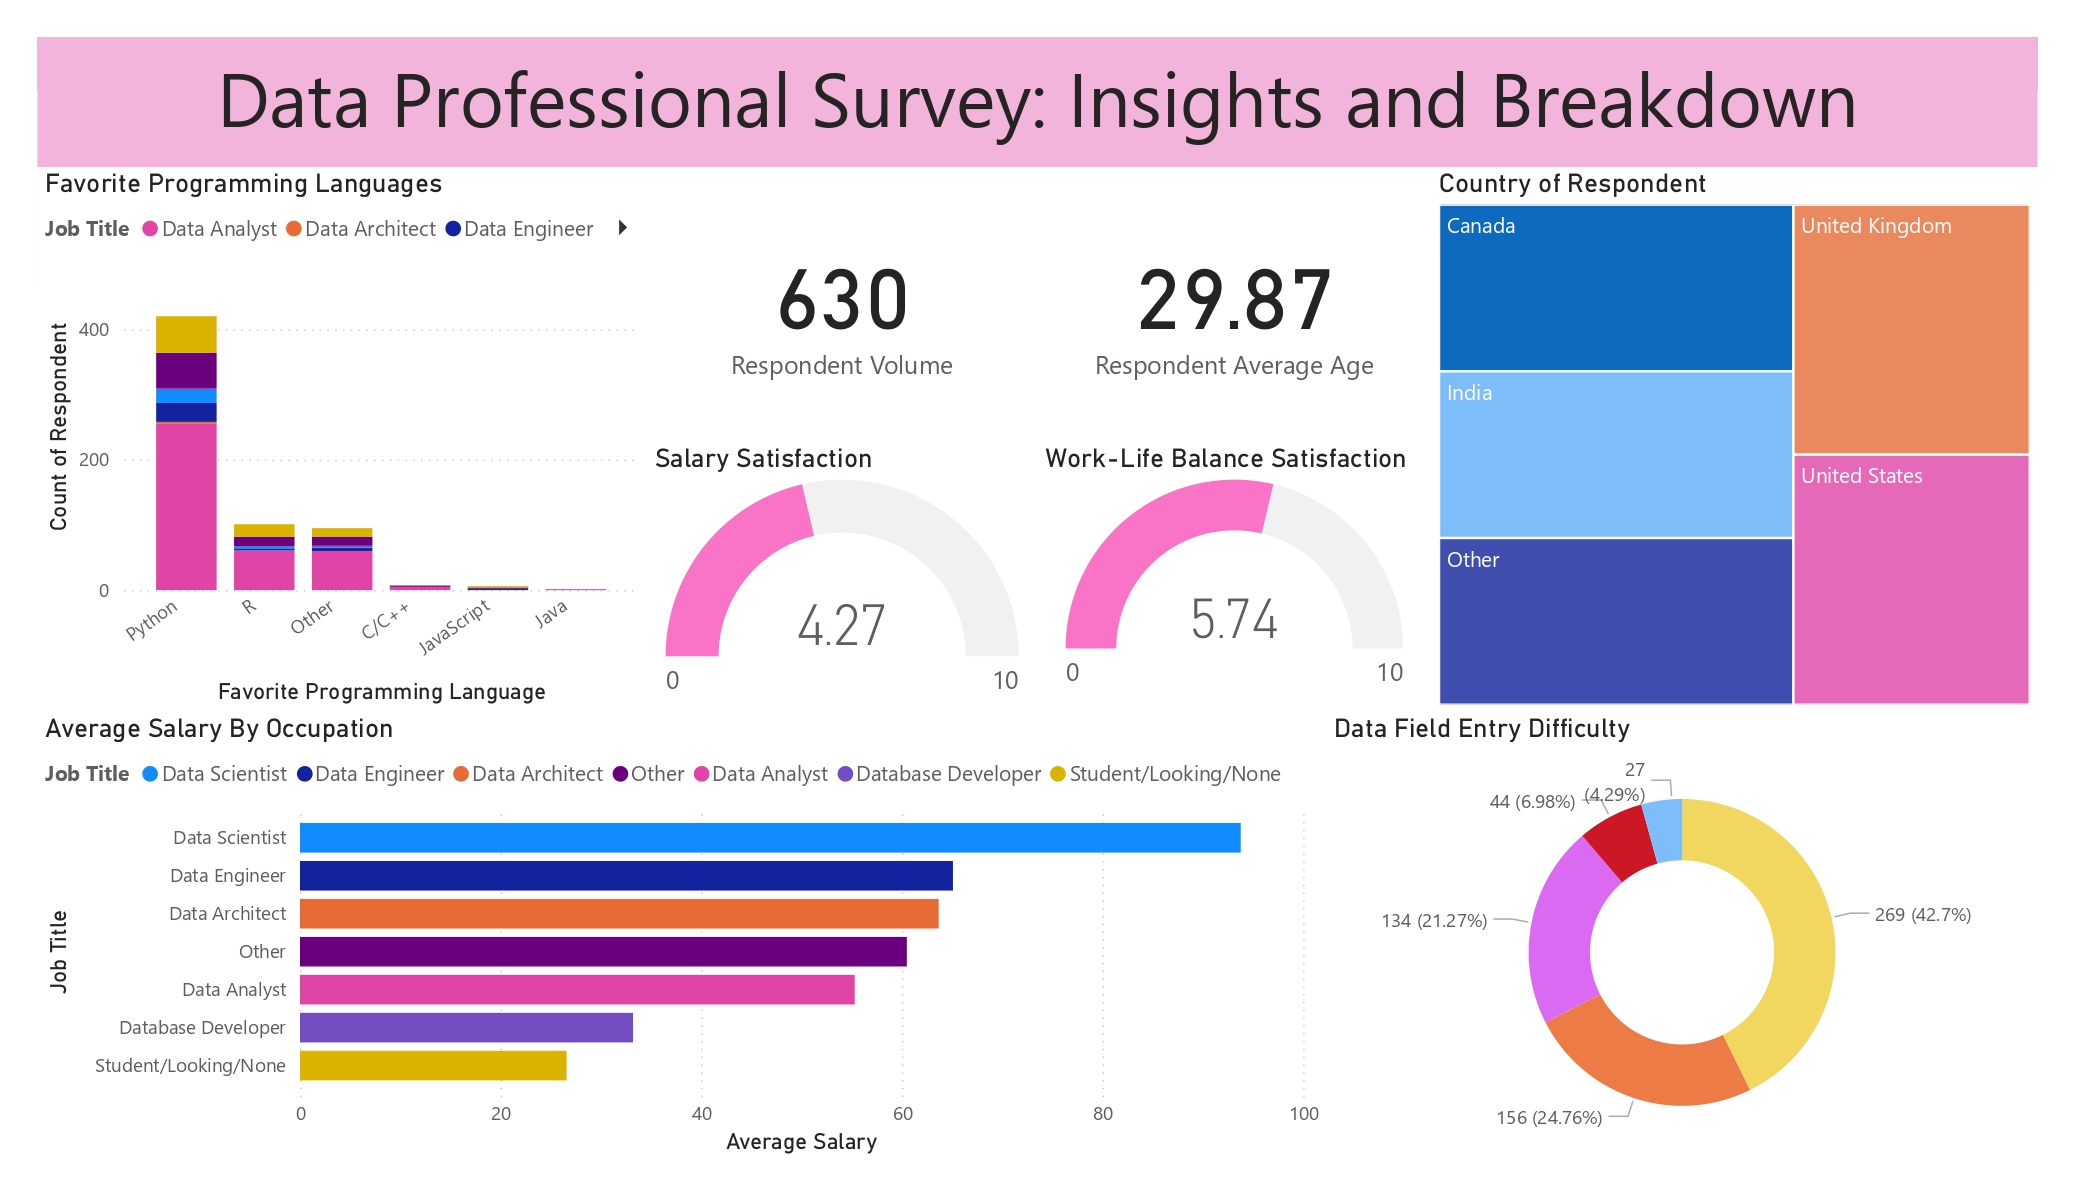 Data Professional Survey: Insights and Breakdown
Favorite Programming Languages
Job Title Data Analyst Data Architect Data Engineer
Count of Respondent
400
200
0
Python
R
Other
C/C++
JavaScript
Java
Favorite Programming Language
630
Respondent Volume
29.87
Respondent Average Age
Salary Satisfaction
4.27
0
10
Work-Life Balance Satisfaction
5.74
0
10
Country of Respondent
Canada
India
Other
United Kingdom
United States
Average Salary By Occupation
Job Title Data Scientist Data Engineer Data Architect Other Data Analyst Database Developer Student/Looking/None
Job Title
Data Scientist
Data Engineer
Data Architect
Other
Data Analyst
Database Developer
Student/Looking/None
0
20
40
60
80
100
Average Salary
Data Field Entry Difficulty
27
(4.29%)
44 (6.98%)
134 (21.27%)
269 (42.7%)
156 (24.76%)